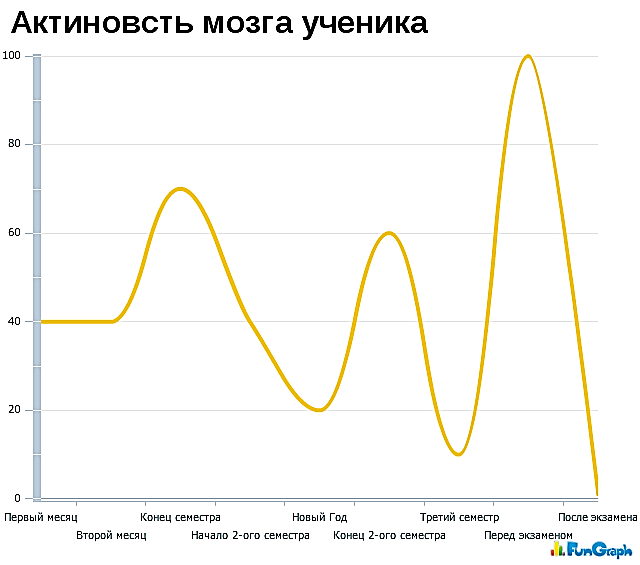 Актиновсть мозга ученика
100
80
60
40
20
0
Первый месяц
Второй месяц
Конец семестра
Начало 2-ого семестра
Новый Год
Конец 2-ого семестра
Третий семестр
Перед экзаменом
После экзамена
FunGraph